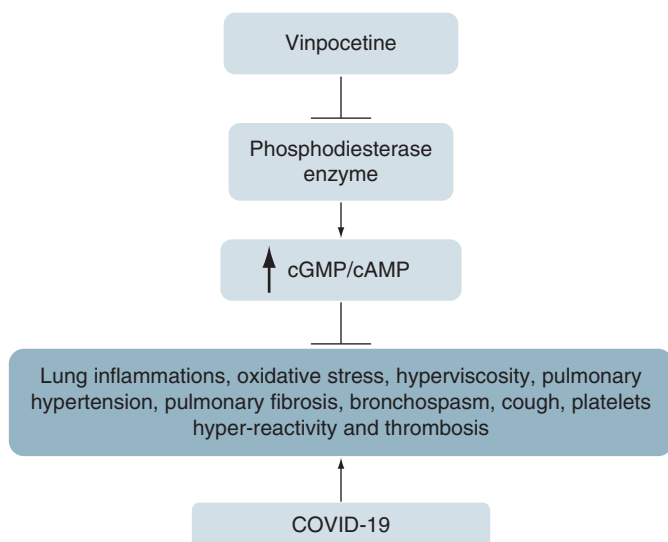 Vinpocetine
Phosphodiesterase
enzyme
cGMP/cAMP
Lung inflammations, oxidative stress, hyperviscosity, pulmonary
hypertension, pulmonary fibrosis, bronchospasm, cough, platelets
hyper-reactivity and thrombosis
COVID-19